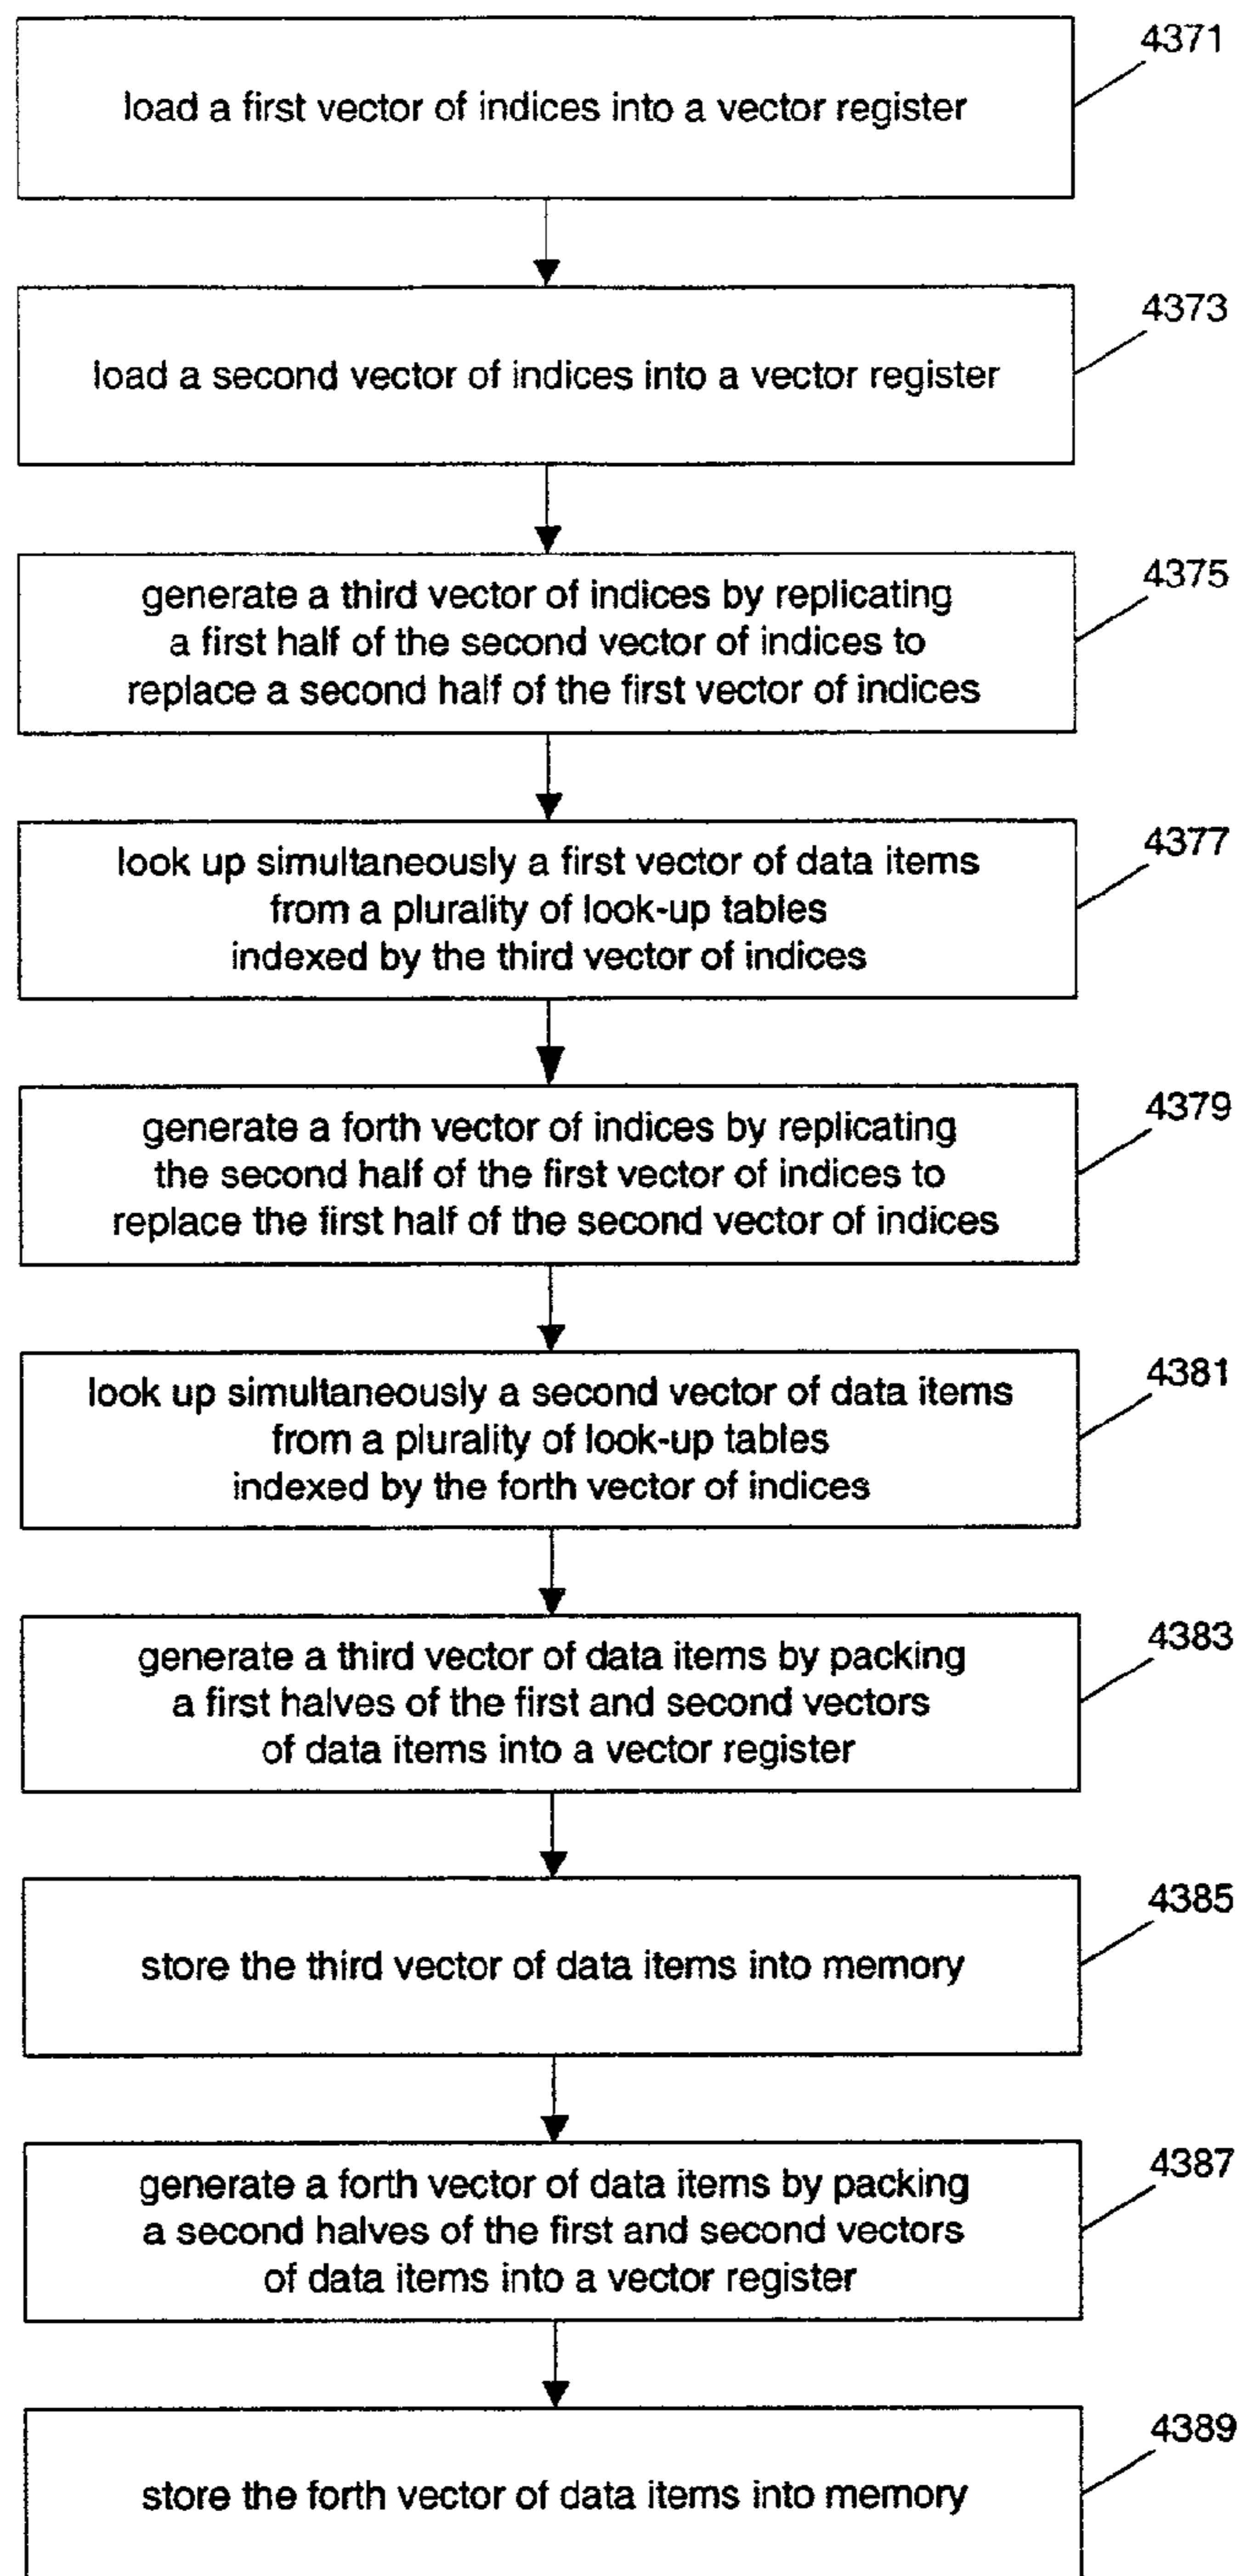 4371
load a first vector of indices into a vector register
4373
load a second vector of indices into a vector register
4375
generate a third vector of indices by replicating
a first half of the second vector of indices to
replace a second half of the first vector of indices
4377
look up simultaneously a first vector of data items
from a plurality of look-up tables
indexed by the third vector of indices
4379
generate a forth vector of indices by replicating
the second half of the first vector of indices to
replace the first half of the second vector of indices
4381
look up simultaneously a second vector of data items
from a plurality of look-up tables
indexed by the forth vector of indices
4383
generate a third vector of data items by packing
a first halves of the first and second vectors
of data items into a vector register
4385
store the third vector of data items into memory
4387
generate a forth vector of data items by packing
a second halves of the first and second vectors
of data items into a vector register
4389
store the forth vector of data items into memory